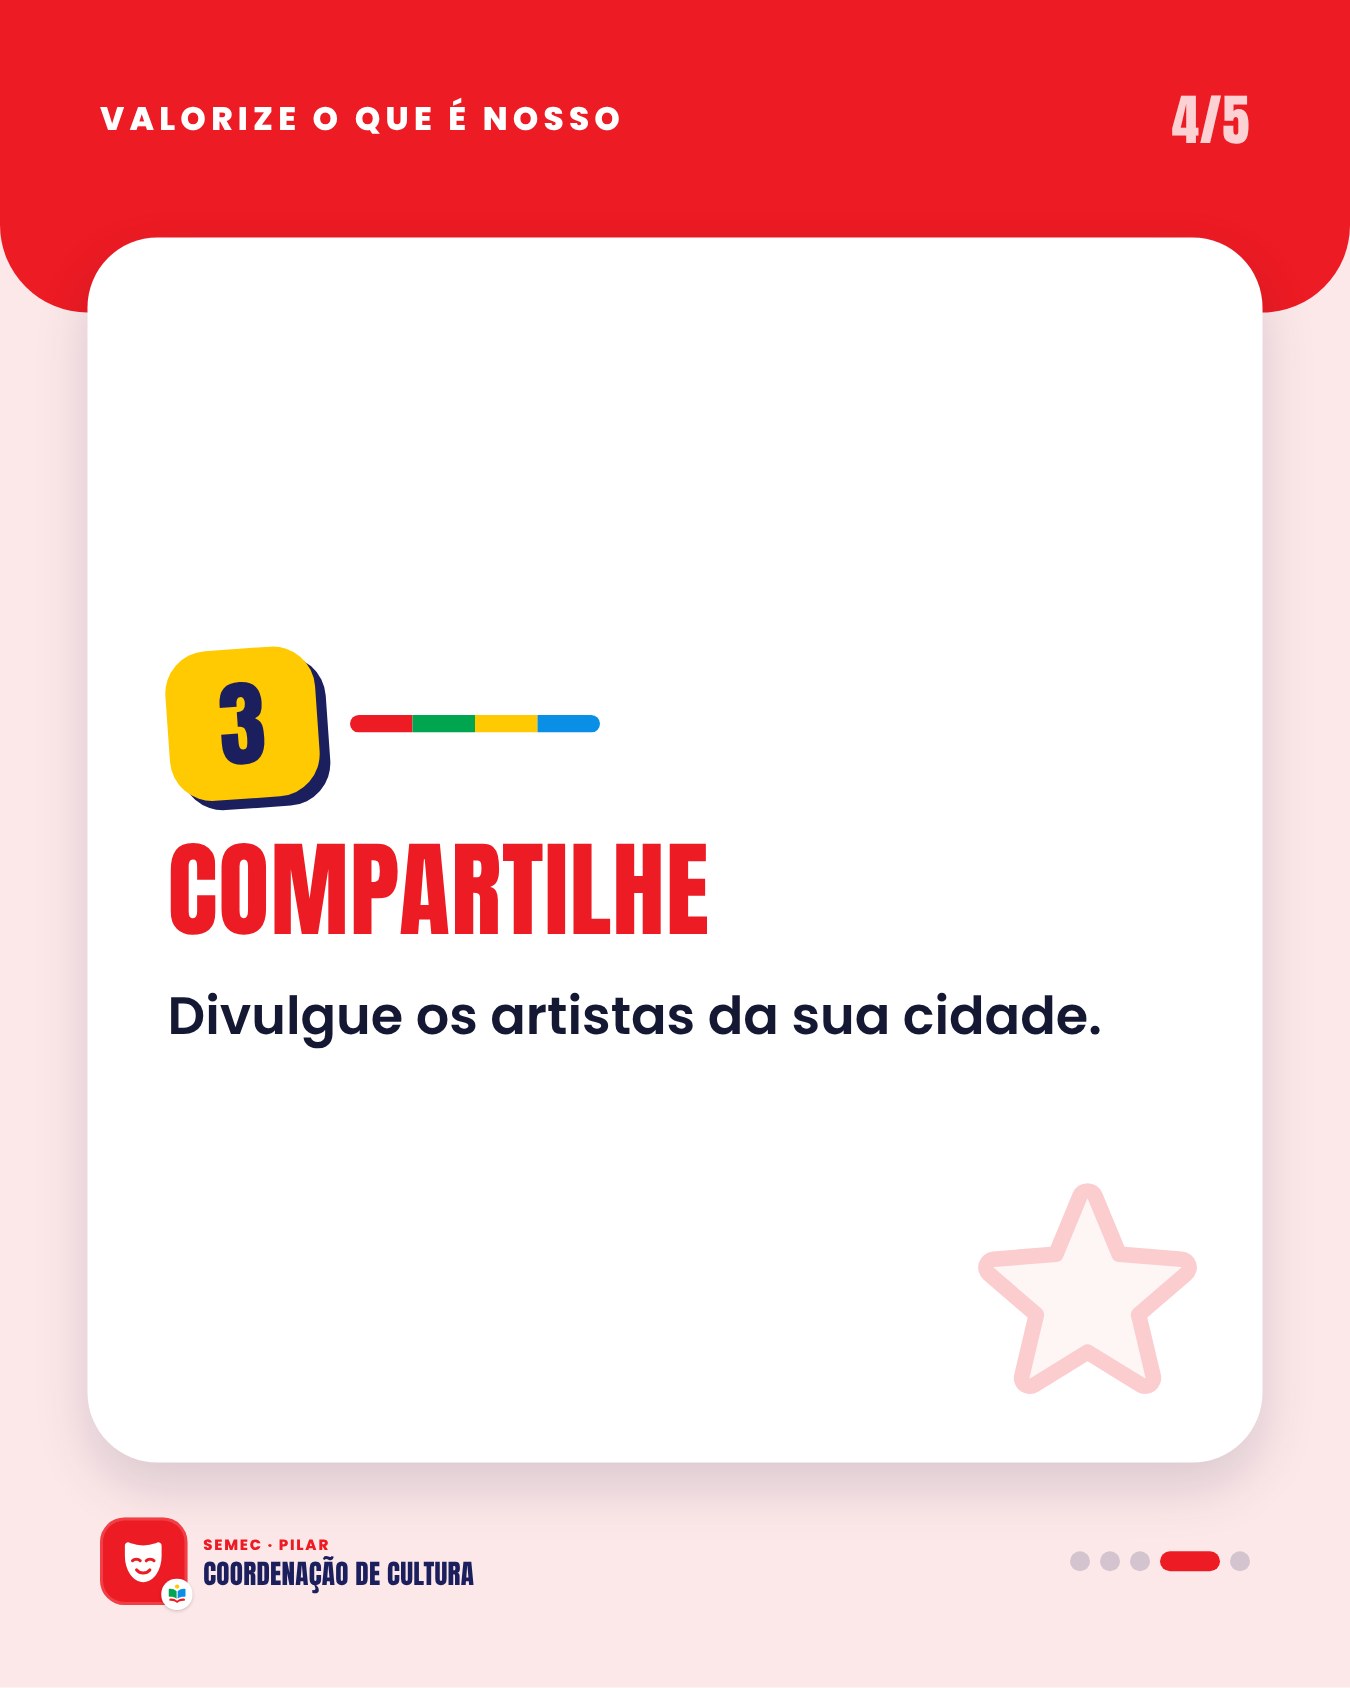 VALORIZE O QUE É NOSSO
4/5
3
COMPARTILHE
Divulgue os artistas da sua cidade.
SEMEC · PILAR
COORDENAÇÃO DE CULTURA